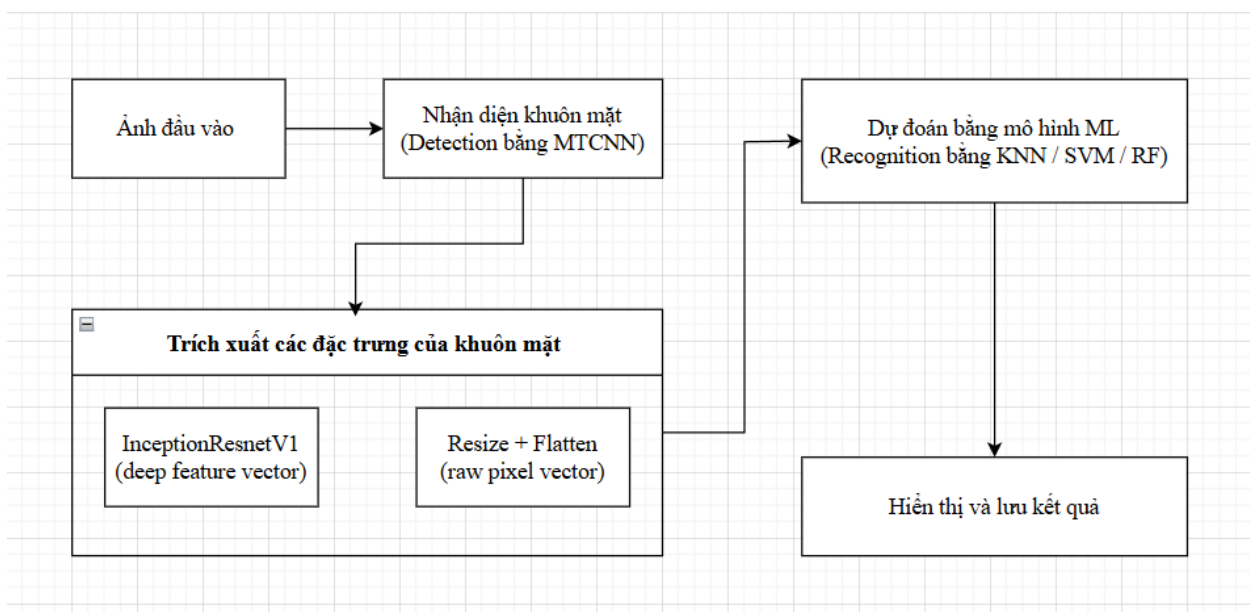 Ảnh đầu vào
Nhận diện khuôn mặt
(Detection bằng MTCNN)
Trích xuất các đặc trưng của khuôn mặt
InceptionResnetV1
(deep feature vector)
Resize + Flatten
(raw pixel vector)
Dự đoán bằng mô hình ML
(Recognition bằng KNN / SVM / RF)
Hiển thị và lưu kết quả